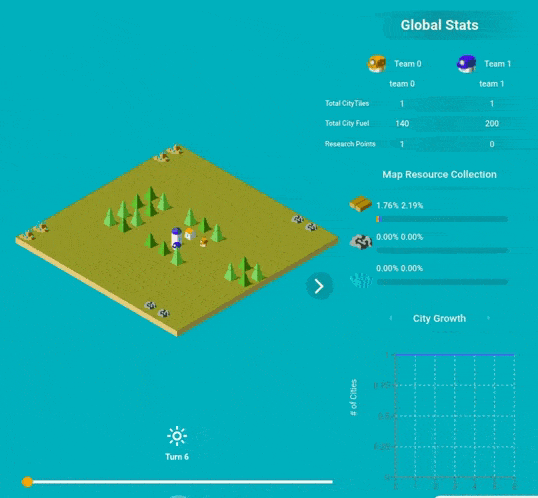 Global Stats
Team 0 Team 1
team 0 team 1
Total CityTiles 1 1
Total City Fuel 140 200
Research Points 1 0
Map Resource Collection
1.76% 2.19%
0.00% 0.00%
0.00% 0.00%
City Growth
# of Cities
Turn 6